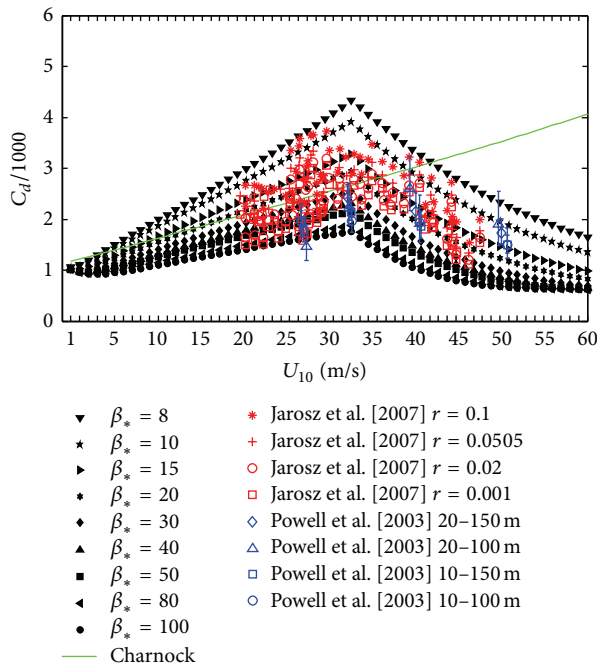 6
5
4
3
2
1
0
C_d/1000
1 5 10 15 20 25 30 35 40 45 50 55 60
U_10 (m/s)
β_* = 8
β_* = 10
β_* = 15
β_* = 20
β_* = 30
β_* = 40
β_* = 50
β_* = 80
β_* = 100
Charnock
Jarosz et al. [2007] r = 0.1
Jarosz et al. [2007] r = 0.0505
Jarosz et al. [2007] r = 0.02
Jarosz et al. [2007] r = 0.001
Powell et al. [2003] 20–150 m
Powell et al. [2003] 20–100 m
Powell et al. [2003] 10–150 m
Powell et al. [2003] 10–100 m